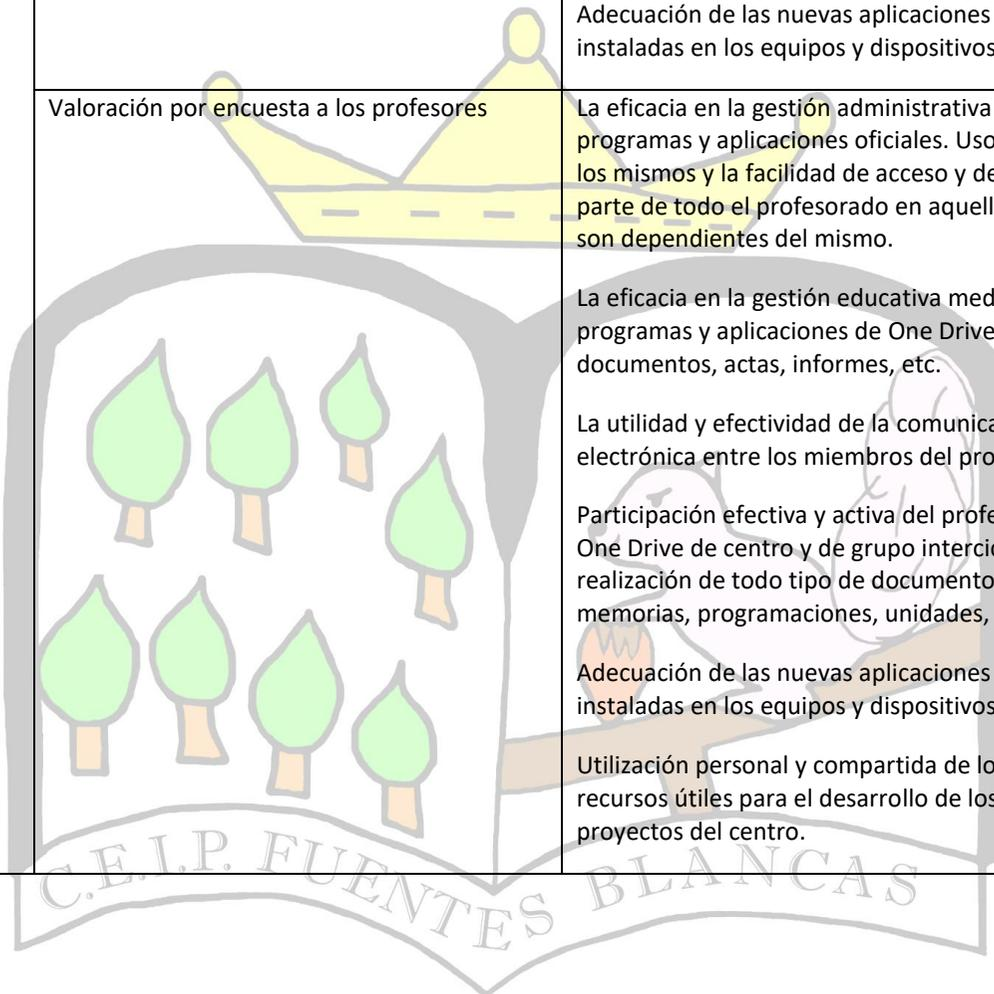 Adecuación de las nuevas aplicaciones
instaladas en los equipos y dispositivos
Valoración por encuesta a los profesores
La eficacia en la gestión administrativa
programas y aplicaciones oficiales. Uso
los mismos y la facilidad de acceso y de
parte de todo el profesorado en aquell
son dependientes del mismo.
La eficacia en la gestión educativa med
programas y aplicaciones de One Drive
documentos, actas, informes, etc.
La utilidad y efectividad de la comunica
electrónica entre los miembros del pro
Participación efectiva y activa del profe
One Drive de centro y de grupo interci
realización de todo tipo de documento
memorias, programaciones, unidades,
Adecuación de las nuevas aplicaciones
instaladas en los equipos y dispositivos
Utilización personal y compartida de lo
recursos útiles para el desarrollo de los
proyectos del centro.
C.E.I.P. FUENTES BLANCAS